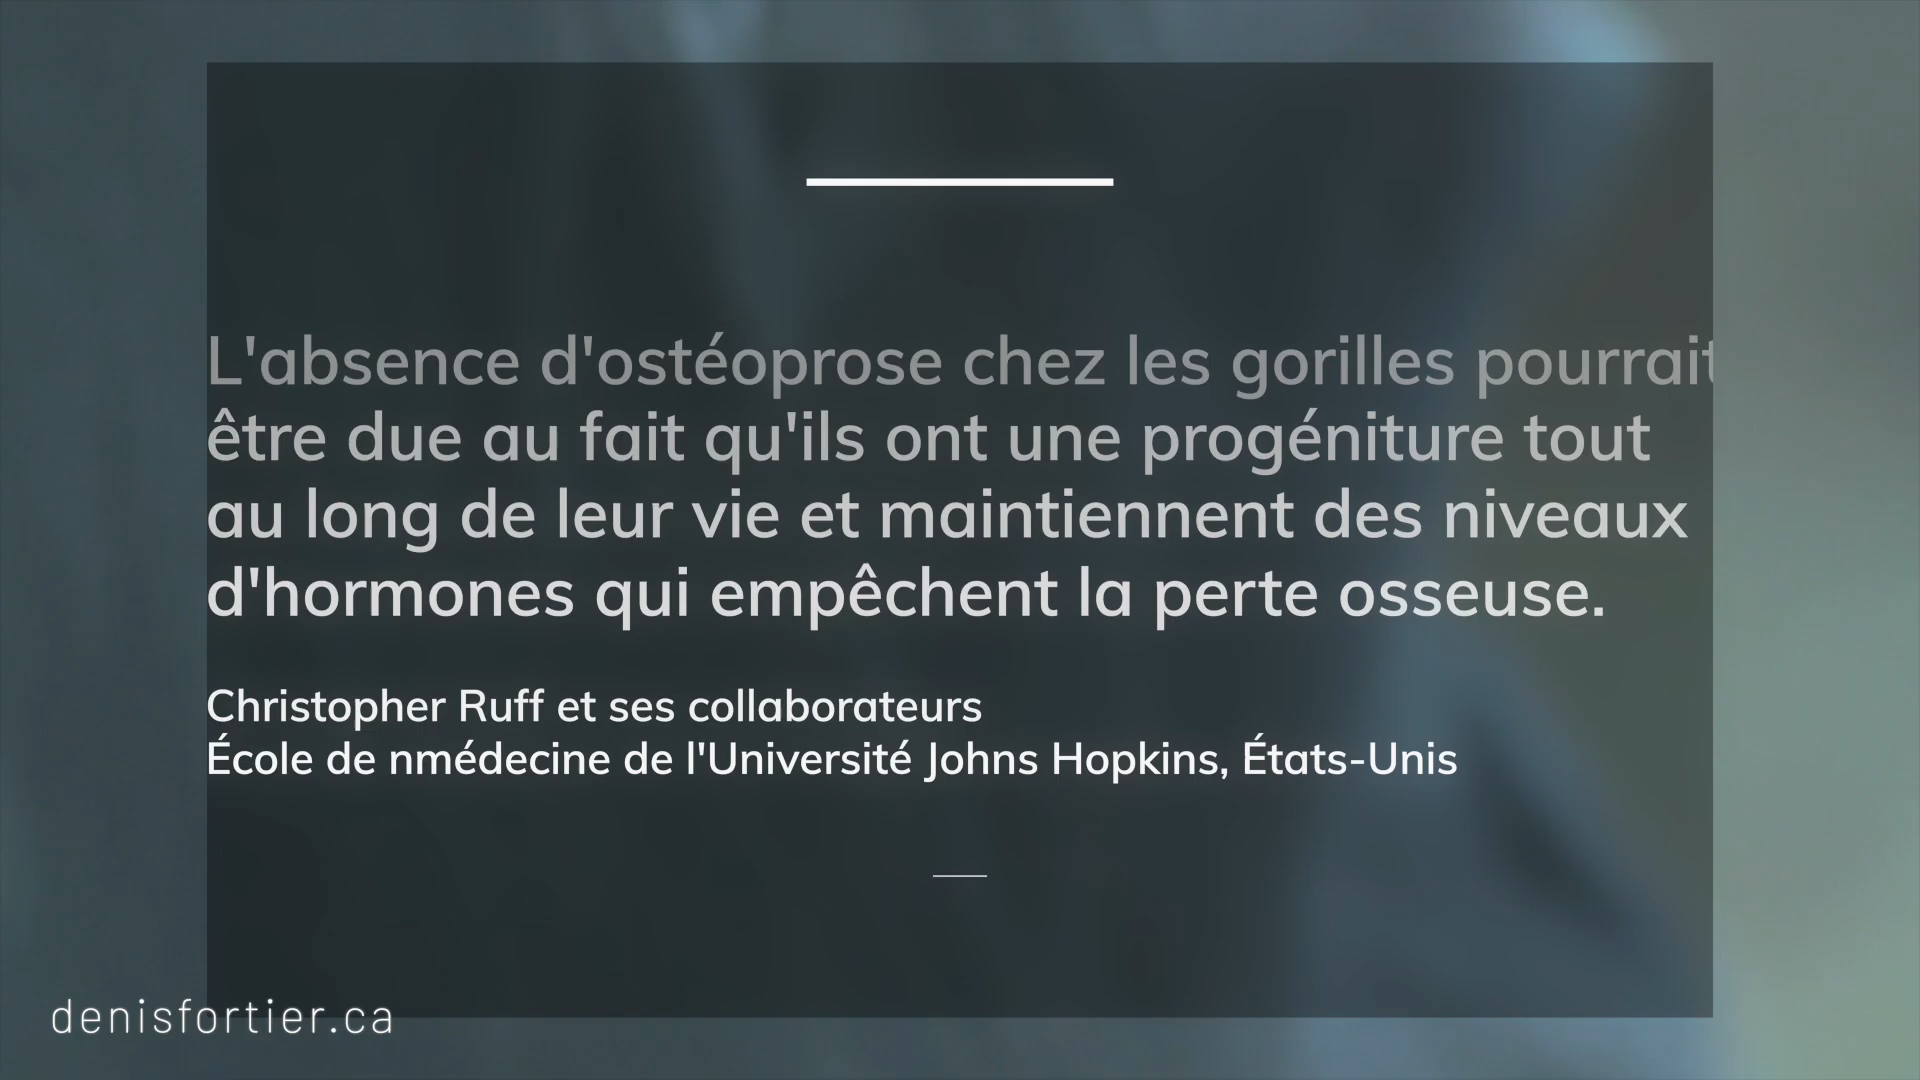 L'absence d'ostéoprose chez les gorilles pourrait
être due au fait qu'ils ont une progéniture tout
au long de leur vie et maintiennent des niveaux
d'hormones qui empêchent la perte osseuse.
Christopher Ruff et ses collaborateurs
École de nmédecine de l'Université Johns Hopkins, États-Unis
denisfortier.ca